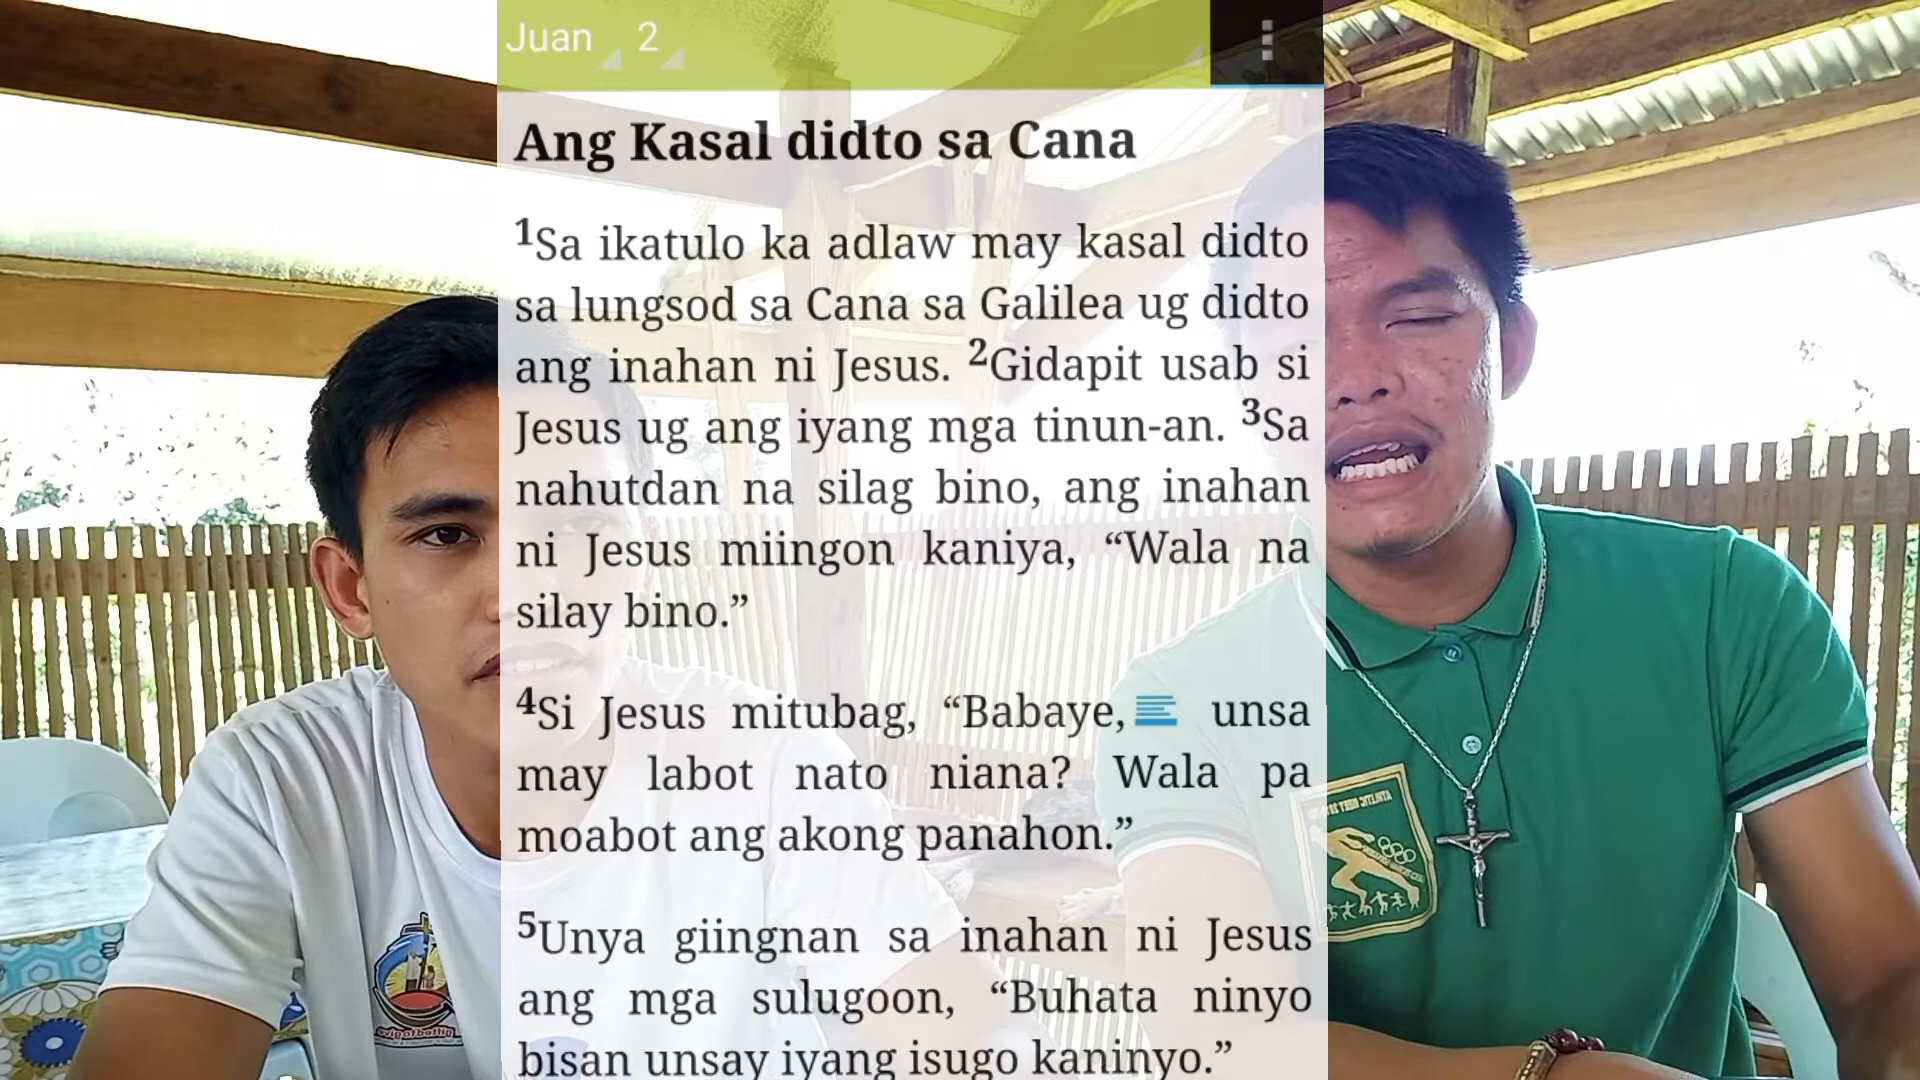 Juan 2
Ang Kasal didto sa Cana
1Sa ikatulo ka adlaw may kasal didto
sa lungsod sa Cana sa Galilea ug didto
ang inahan ni Jesus. 2Gidapit usab si
Jesus ug ang iyang mga tinun-an. 3Sa
nahutdan na silag bino, ang inahan
ni Jesus miingon kaniya, “Wala na
silay bino.”
4Si Jesus mitubag, “Babaye, unsa
may labot nato niana? Wala pa
moabot ang akong panahon.”
5Unya giingnan sa inahan ni Jesus
ang mga sulugoon, “Buhata ninyo
bisan unsay iyang isugo kaninyo.”